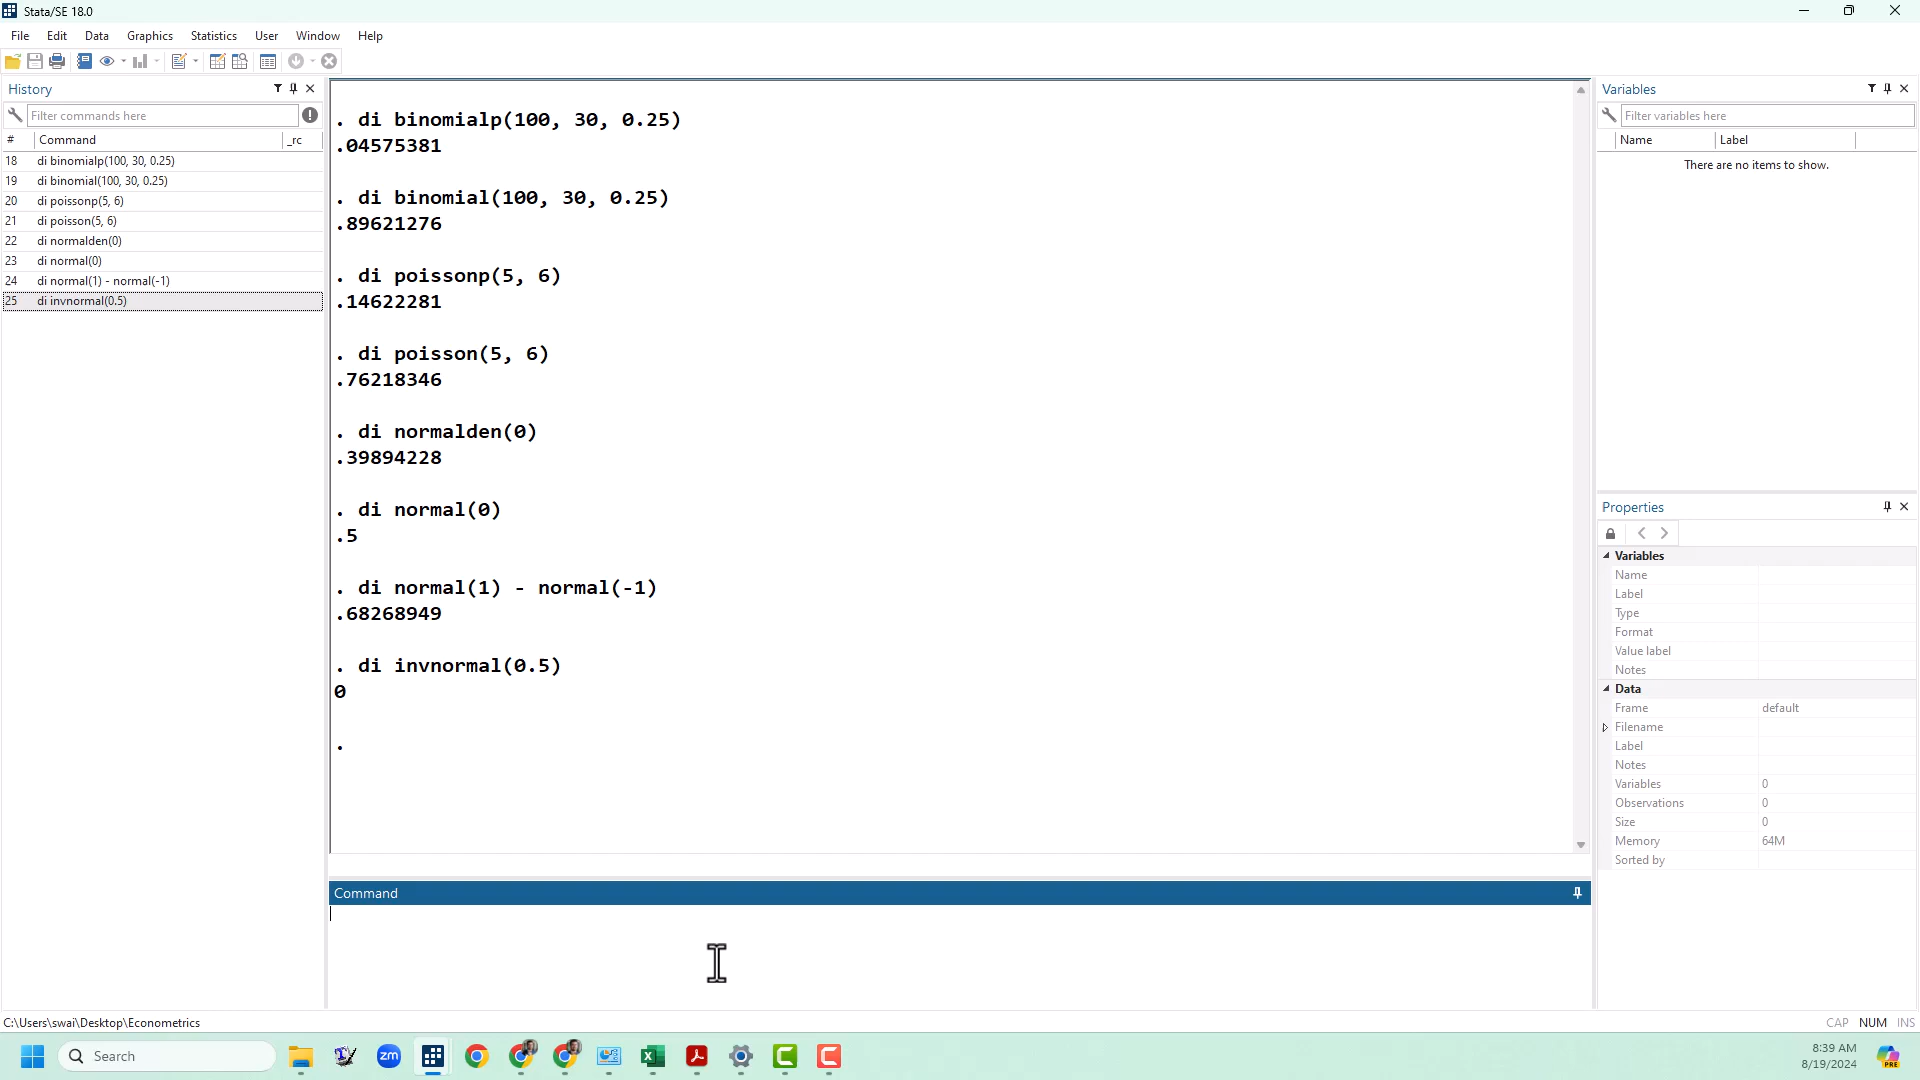 Stata/SE 18.0
File Edit Data Graphics Statistics User Window Help
History
Filter commands here
# Command _rc
18 di binomialp(100, 30, 0.25)
19 di binomial(100, 30, 0.25)
20 di poissonp(5, 6)
21 di poisson(5, 6)
22 di normalden(0)
23 di normal(0)
24 di normal(1) - normal(-1)
25 di invnormal(0.5)
. di binomialp(100, 30, 0.25)
.04575381
. di binomial(100, 30, 0.25)
.89621276
. di poissonp(5, 6)
.14622281
. di poisson(5, 6)
.76218346
. di normalden(0)
.39894228
. di normal(0)
.5
. di normal(1) - normal(-1)
.68268949
. di invnormal(0.5)
0
.
Command
Variables
Filter variables here
Name Label
There are no items to show.
Properties
Variables
Name
Label
Type
Format
Value label
Notes
Data
Frame default
Filename
Label
Notes
Variables 0
Observations 0
Size 0
Memory 64M
Sorted by
C:\Users\swai\Desktop\Econometrics
CAP NUM INS
Search
zm
8:39 AM
8/19/2024
PRE